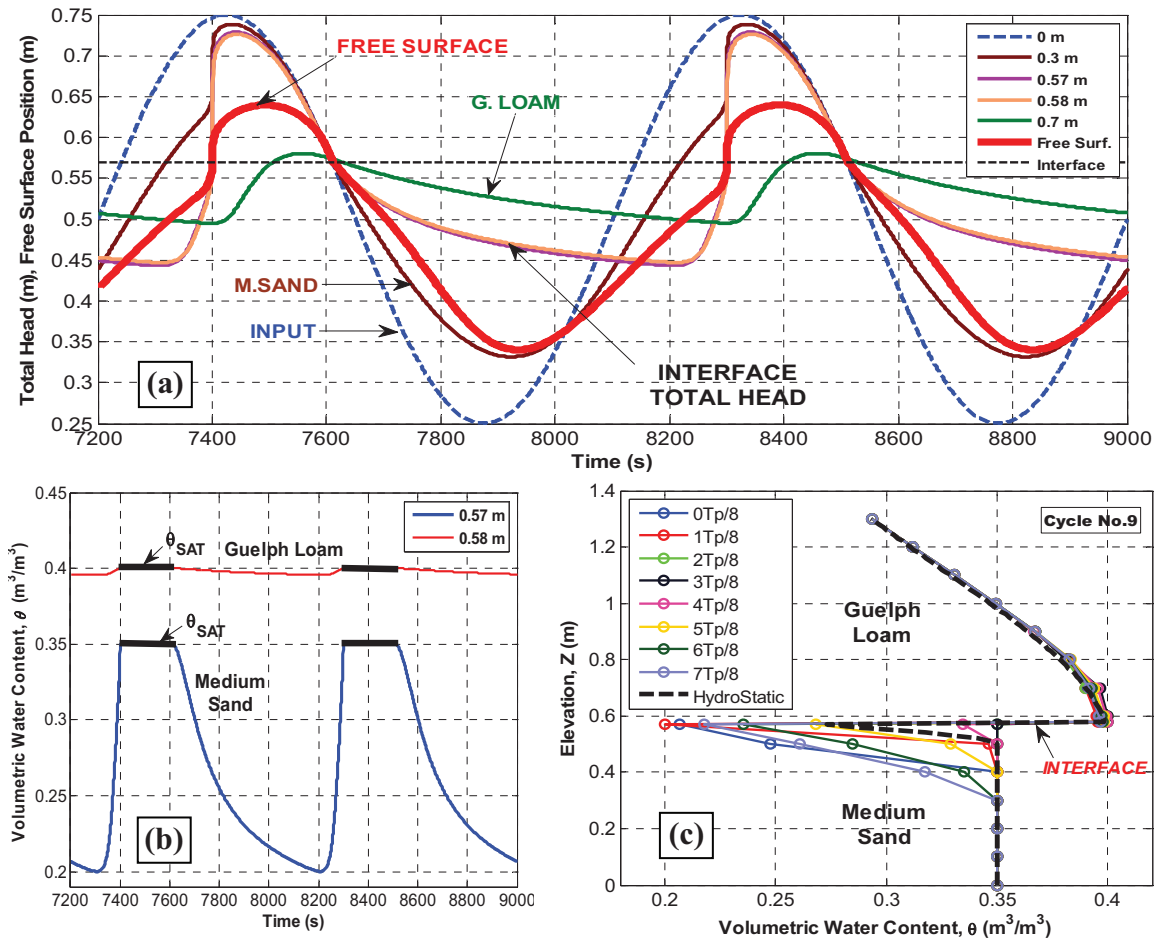 Total Head (m), Free Surface Position (m)
0.75
0.7
0.65
0.6
0.55
0.5
0.45
0.4
0.35
0.3
0.25
FREE SURFACE
G. LOAM
M.SAND
INPUT
INTERFACE
TOTAL HEAD
(a)
0 m
0.3 m
0.57 m
0.58 m
0.7 m
Free Surf.
Interface
7200 7400 7600 7800 8000 8200 8400 8600 8800 9000
Time (s)
Volumetric Water Content, θ (m³/m³)
0.45
0.4
0.35
0.3
0.25
0.2
0.57 m
0.58 m
θSAT
Guelph Loam
θSAT
Medium
Sand
(b)
7200 7400 7600 7800 8000 8200 8400 8600 8800 9000
Time (s)
Elevation, Z (m)
1.4
1.2
1
0.8
0.6
0.4
0.2
0
0Tp/8
1Tp/8
2Tp/8
3Tp/8
4Tp/8
5Tp/8
6Tp/8
7Tp/8
HydroStatic
Cycle No.9
Guelph
Loam
INTERFACE
Medium
Sand
(c)
0.2 0.25 0.3 0.35 0.4
Volumetric Water Content, θ (m³/m³)